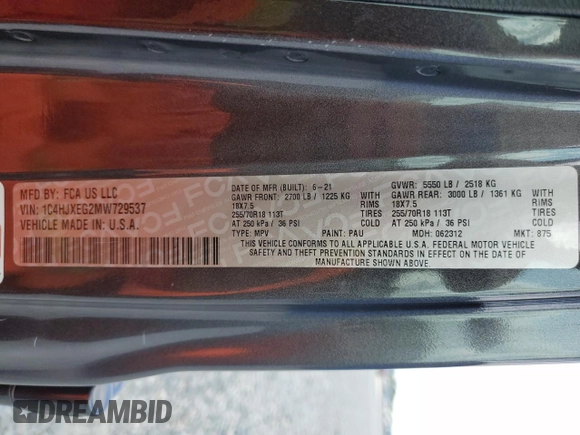 MFD BY: FCA US LLC
VIN: 1C4HJXEG2MW729537
VEHICLE MADE IN: U.S.A.
DATE OF MFR (BUILT): 6-21
GAWR FRONT: 2700 LB / 1225 KG
18X7.5 RIMS
255/70R18 113T TIRES
AT 250 kPa / 36 PSI COLD
TYPE: MPV PAINT: PAU
GVWR: 5550 LB / 2518 KG
GAWR REAR: 3000 LB / 1361 KG
18X7.5 RIMS
255/70R18 113T TIRES
AT 250 kPa / 36 PSI COLD
MDH: 062312 MKT: 875
THIS VEHICLE CONFORMS TO ALL APPLICABLE U.S.A. FEDERAL MOTOR VEHICLE
SAFETY AND THEFT PREVENTION STANDARDS IN EFFECT ON THE DATE OF
MANUFACTURE SHOWN ABOVE.
DREAMBID